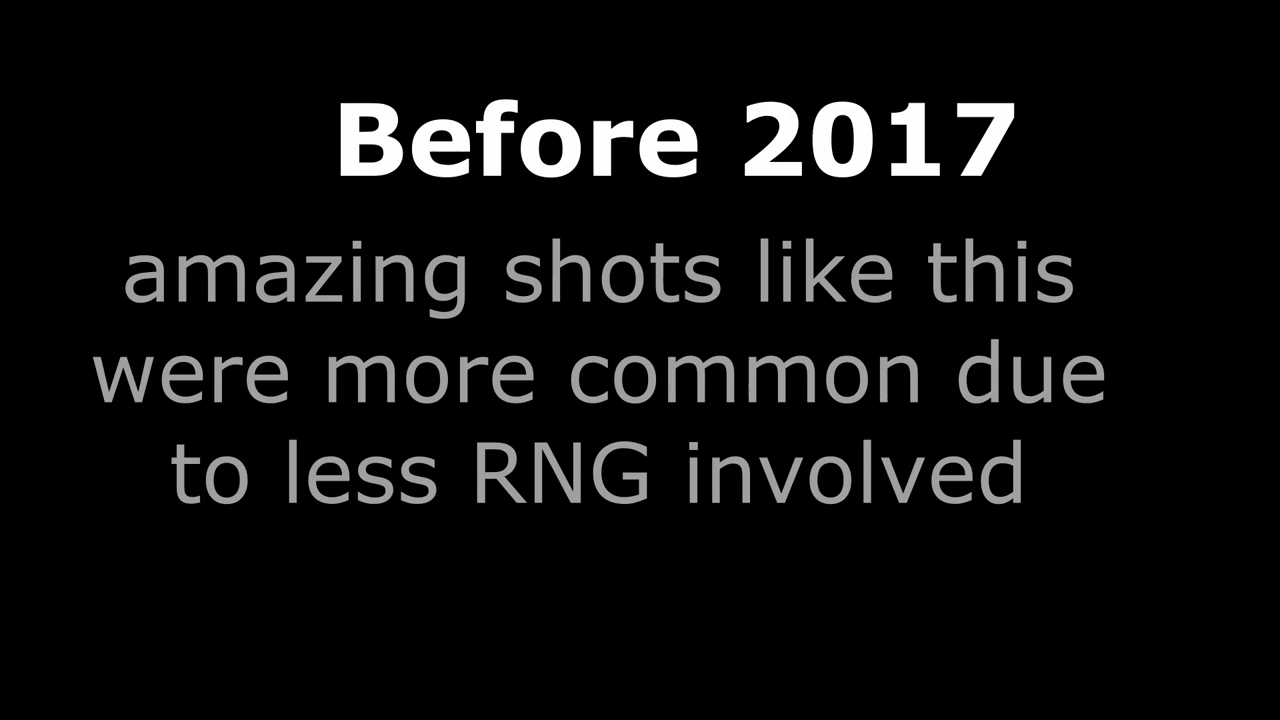 Before 2017
amazing shots like this
were more common due
to less RNG involved